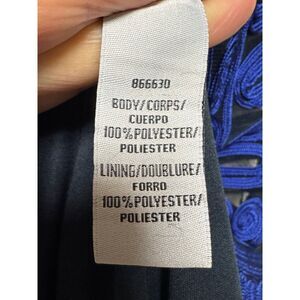 866630
BODY/CORPS/
CUERPO
100%POLYESTER/
POLIESTER
LINING/DOUBLURE/
FORRO
100%POLYESTER/
POLIESTER